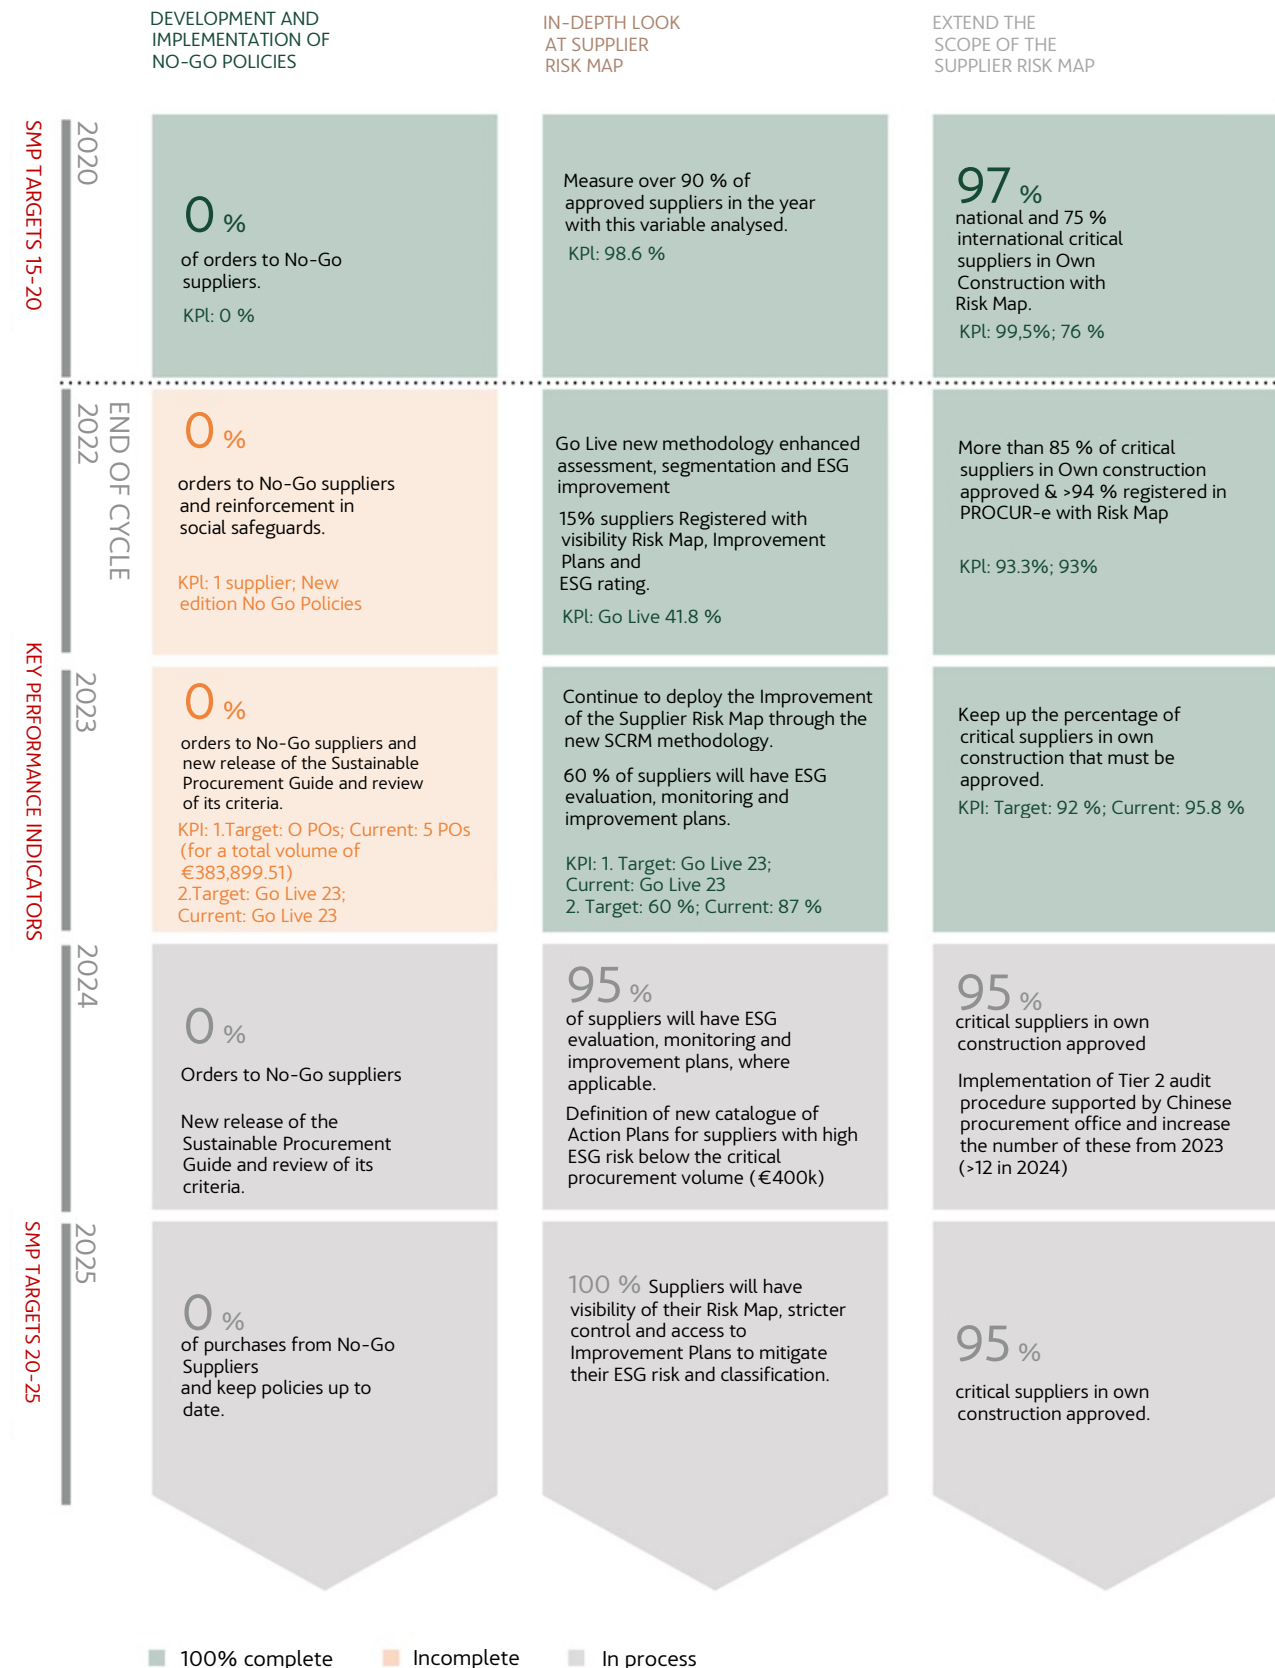 DEVELOPMENT AND
IMPLEMENTATION OF
NO-GO POLICIES
IN-DEPTH LOOK
AT SUPPLIER
RISK MAP
EXTEND THE
SCOPE OF THE
SUPPLIER RISK MAP
SMP TARGETS 15-20
2020
0 %
of orders to No-Go
suppliers.
KPl: 0 %
Measure over 90 % of
approved suppliers in the year
with this variable analysed.
KPl: 98.6 %
97 %
national and 75 %
international critical
suppliers in Own
Construction with
Risk Map.
KPl: 99,5%; 76 %
END OF CYCLE
2022
0 %
orders to No-Go suppliers
and reinforcement in
social safeguards.
KPl: 1 supplier; New
edition No Go Policies
Go Live new methodology enhanced
assessment, segmentation and ESG
improvement
15% suppliers Registered with
visibility Risk Map, Improvement
Plans and
ESG rating.
KPl: Go Live 41.8 %
More than 85 % of critical
suppliers in Own construction
approved & >94 % registered in
PROCUR-e with Risk Map
KPl: 93.3%; 93%
KEY PERFORMANCE INDICATORS
2023
0 %
orders to No-Go suppliers and
new release of the Sustainable
Procurement Guide and review
of its criteria.
KPI: 1.Target: O POs; Current: 5 POs
(for a total volume of
€383,899.51)
2.Target: Go Live 23;
Current: Go Live 23
Continue to deploy the Improvement
of the Supplier Risk Map through the
new SCRM methodology.
60 % of suppliers will have ESG
evaluation, monitoring and
improvement plans.
KPI: 1. Target: Go Live 23;
Current: Go Live 23
2. Target: 60 %; Current: 87 %
Keep up the percentage of
critical suppliers in own
construction that must be
approved.
KPI: Target: 92 %; Current: 95.8 %
2024
0 %
Orders to No-Go suppliers
New release of the
Sustainable Procurement
Guide and review of its
criteria.
95 %
of suppliers will have ESG
evaluation, monitoring and
improvement plans, where
applicable.
Definition of new catalogue of
Action Plans for suppliers with high
ESG risk below the critical
procurement volume (€400k)
95 %
critical suppliers in own
construction approved
Implementation of Tier 2 audit
procedure supported by Chinese
procurement office and increase
the number of these from 2023
(>12 in 2024)
SMP TARGETS 20-25
2025
0 %
of purchases from No-Go
Suppliers
and keep policies up to
date.
100 % Suppliers will have
visibility of their Risk Map, stricter
control and access to
Improvement Plans to mitigate
their ESG risk and classification.
95 %
critical suppliers in own
construction approved.
100% complete
Incomplete
In process